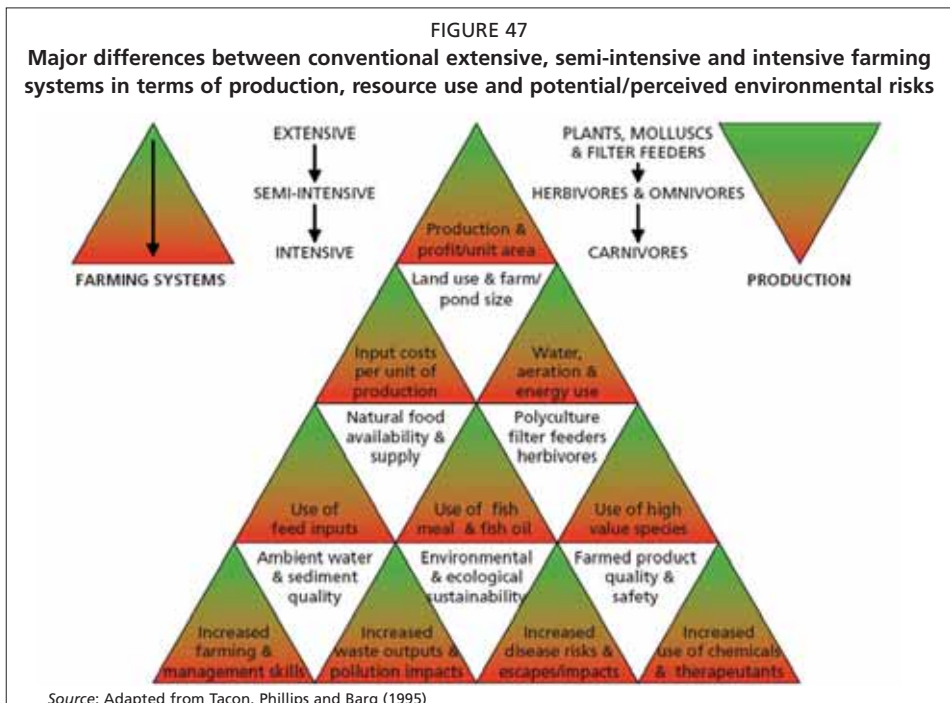 FIGURE 47
Major differences between conventional extensive, semi-intensive and intensive farming
systems in terms of production, resource use and potential/perceived environmental risks
EXTENSIVE
SEMI-INTENSIVE
INTENSIVE
FARMING SYSTEMS
PLANTS, MOLLUSCS
& FILTER FEEDERS
HERBIVORES & OMNIVORES
CARNIVORES
PRODUCTION
Production &
profit/unit area
Land use & farm/
pond size
Input costs
per unit of
production
Water,
aeration &
energy use
Natural food
availability &
supply
Polyculture
filter feeders
herbivores
Use of
feed inputs
Use of fish
meal & fish oil
Use of high
value species
Ambient water
& sediment
quality
Environmental
& ecological
sustainability
Farmed product
quality &
safety
Increased
farming &
management skills
Increased
waste outputs &
pollution impacts
Increased
disease risks &
escapes/impacts
Increased
use of chemicals
& therapeutants
Source: Adapted from Tacon, Phillips and Barg (1995)